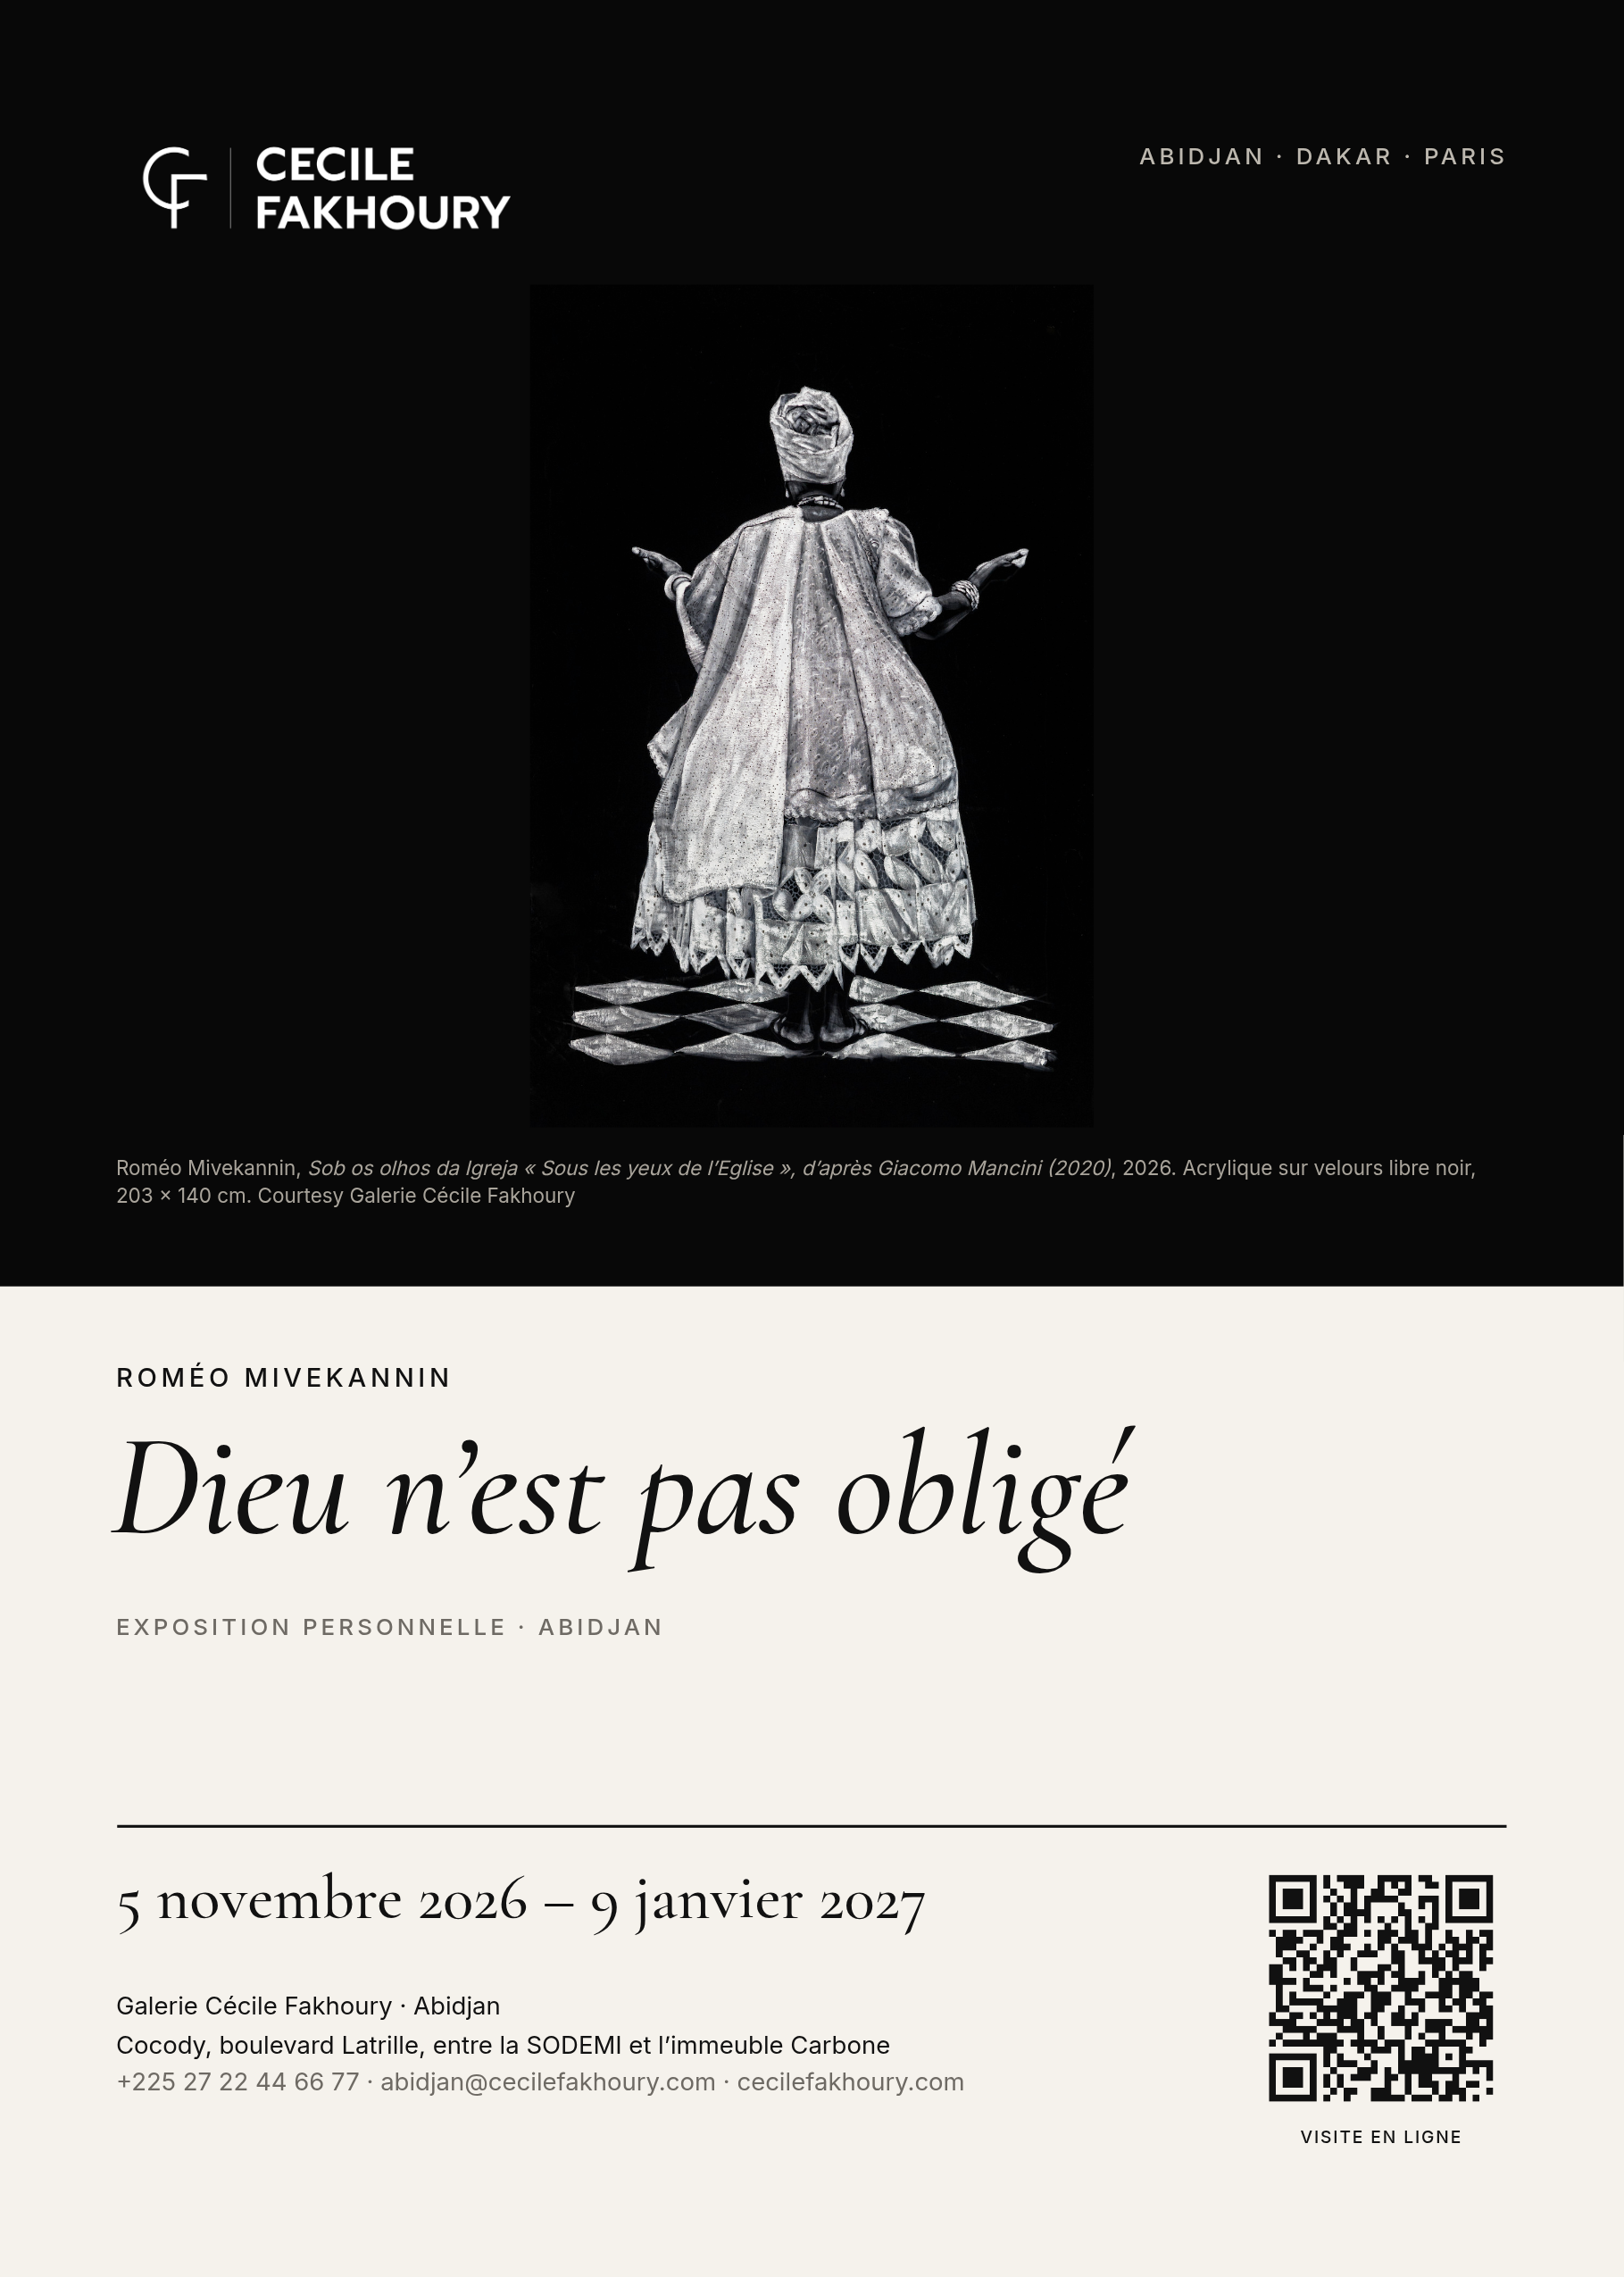 CECILE
FAKHOURY
ABIDJAN · DAKAR · PARIS
Roméo Mivekannin, Sob os olhos da Igreja « Sous les yeux de l’Eglise », d’après Giacomo Mancini (2020), 2026. Acrylique sur velours libre noir,
203 × 140 cm. Courtesy Galerie Cécile Fakhoury
ROMÉO MIVEKANNIN
Dieu n’est pas obligé
EXPOSITION PERSONNELLE · ABIDJAN
5 novembre 2026 – 9 janvier 2027
Galerie Cécile Fakhoury · Abidjan
Cocody, boulevard Latrille, entre la SODEMI et l’immeuble Carbone
+225 27 22 44 66 77 · abidjan@cecilefakhoury.com · cecilefakhoury.com
VISITE EN LIGNE